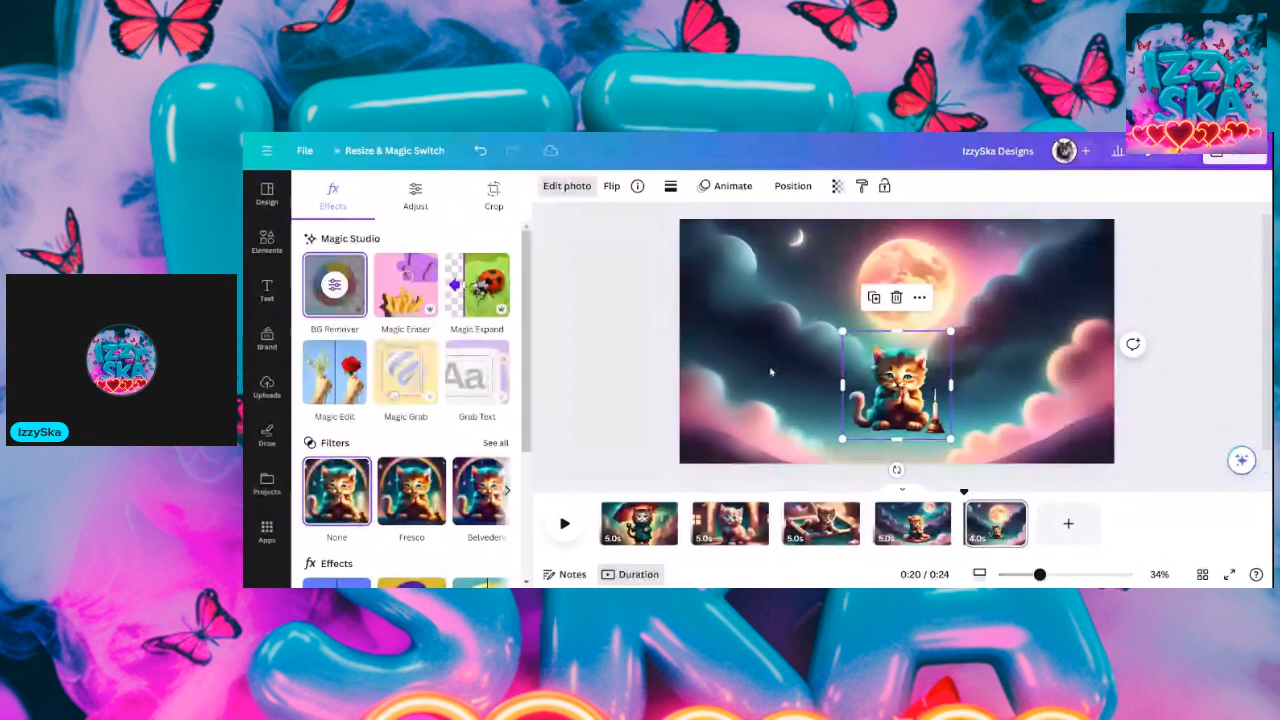 IZZY
SKA
File
Resize & Magic Switch
IzzySka Designs
Design
Elements
Text
Brand
Uploads
Draw
Projects
Apps
fx
Effects
Adjust
Crop
Edit photo
Flip
Animate
Position
Magic Studio
BG Remover
Magic Eraser
Magic Expand
Aa
Magic Edit
Magic Grab
Grab Text
Filters
See all
None
Fresco
Belvedere
fx Effects
IzzySka
5.0s
5.0s
5.0s
5.0s
4.0s
Notes
Duration
0:20 / 0:24
34%
SKA